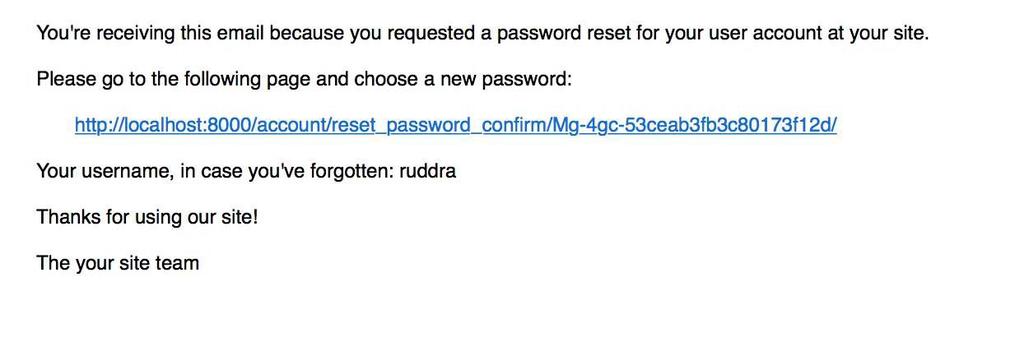 You're receiving this email because you requested a password reset for your user account at your site.
Please go to the following page and choose a new password:
http://localhost:8000/account/reset_password_confirm/Mg-4gc-53ceab3fb3c80173f12d/
Your username, in case you've forgotten: ruddra
Thanks for using our site!
The your site team